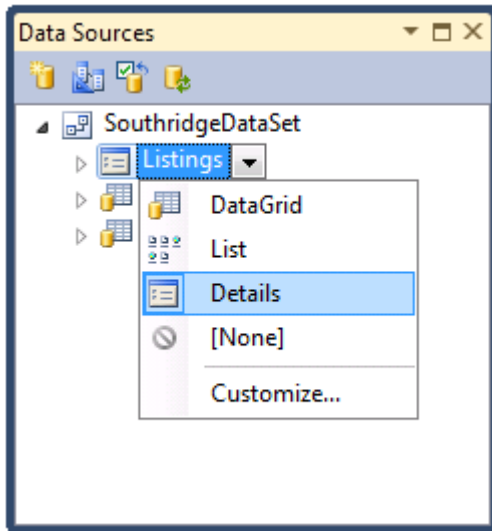 Data Sources
SouthridgeDataSet
Listings
DataGrid
List
Details
[None]
Customize...